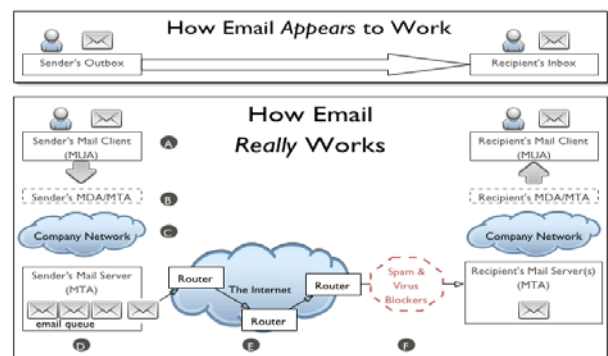 How Email Appears to Work
Sender's Outbox
Recipient's Inbox
How Email
Really Works
Sender's Mail Client
(MUA)
A
Recipient's Mail Client
(MUA)
Sender's MDA/MTA
B
Recipient's MDA/MTA
Company Network
C
Company Network
Sender's Mail Server
(MTA)
email queue
Router
The Internet
Router
Router
Spam &
Virus
Blockers
Recipient's Mail Server(s)
(MTA)
D
E
F